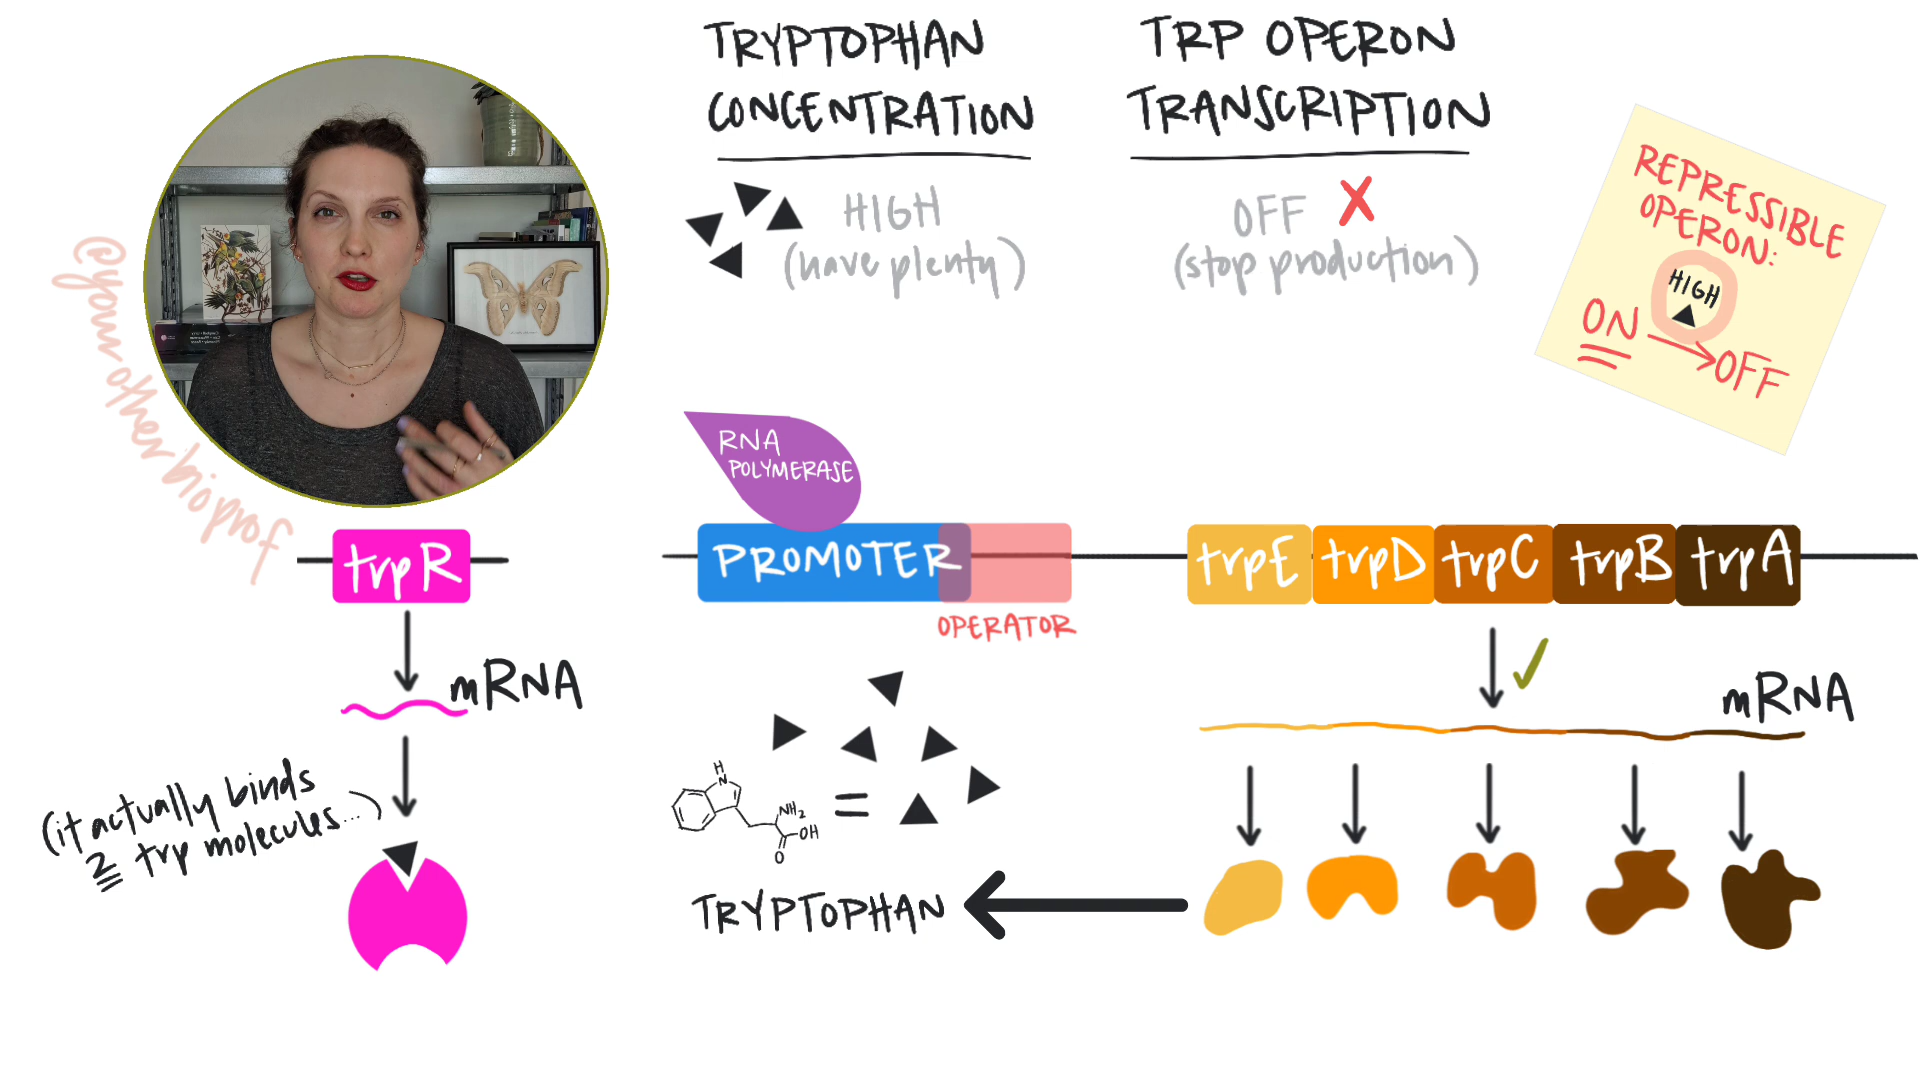 TRYPTOPHAN
CONCENTRATION
TRP OPERON
TRANSCRIPTION
HIGH
(have plenty)
OFF X
(stop production)
REPRESSIBLE
OPERON:
HIGH
ON
OFF
@yourotherbioprof
RNA
POLYMERASE
trpR
PROMOTER
OPERATOR
trpE
trpD
trpC
trpB
trpA
mRNA
mRNA
(it actually binds
2 trp molecules...)
H
N
NH2
OH
O
=
TRYPTOPHAN